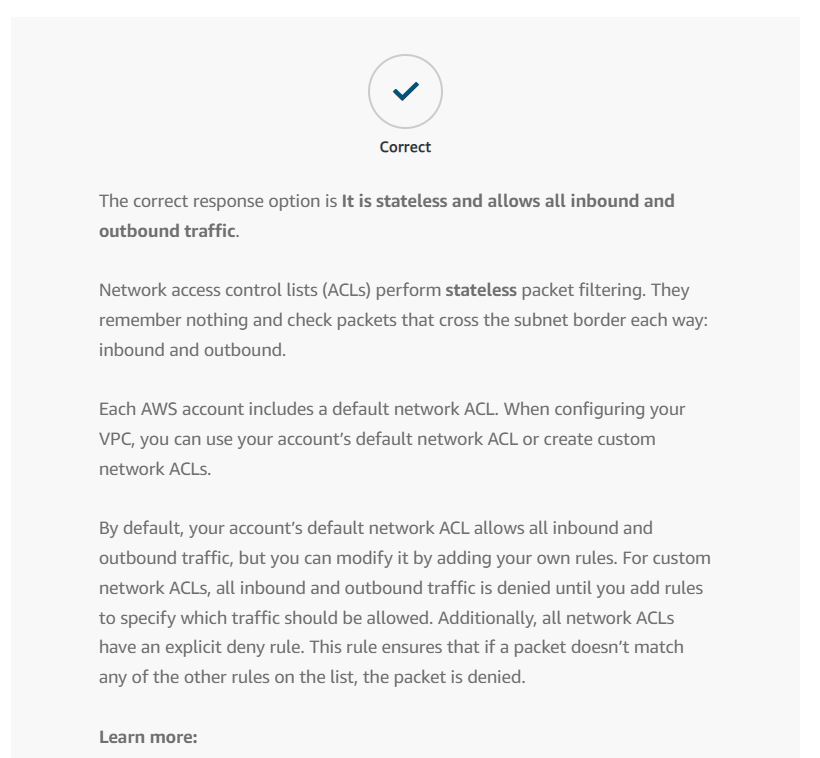 Correct
The correct response option is It is stateless and allows all inbound and
outbound traffic.
Network access control lists (ACLs) perform stateless packet filtering. They
remember nothing and check packets that cross the subnet border each way:
inbound and outbound.
Each AWS account includes a default network ACL. When configuring your
VPC, you can use your account’s default network ACL or create custom
network ACLs.
By default, your account’s default network ACL allows all inbound and
outbound traffic, but you can modify it by adding your own rules. For custom
network ACLs, all inbound and outbound traffic is denied until you add rules
to specify which traffic should be allowed. Additionally, all network ACLs
have an explicit deny rule. This rule ensures that if a packet doesn’t match
any of the other rules on the list, the packet is denied.
Learn more: